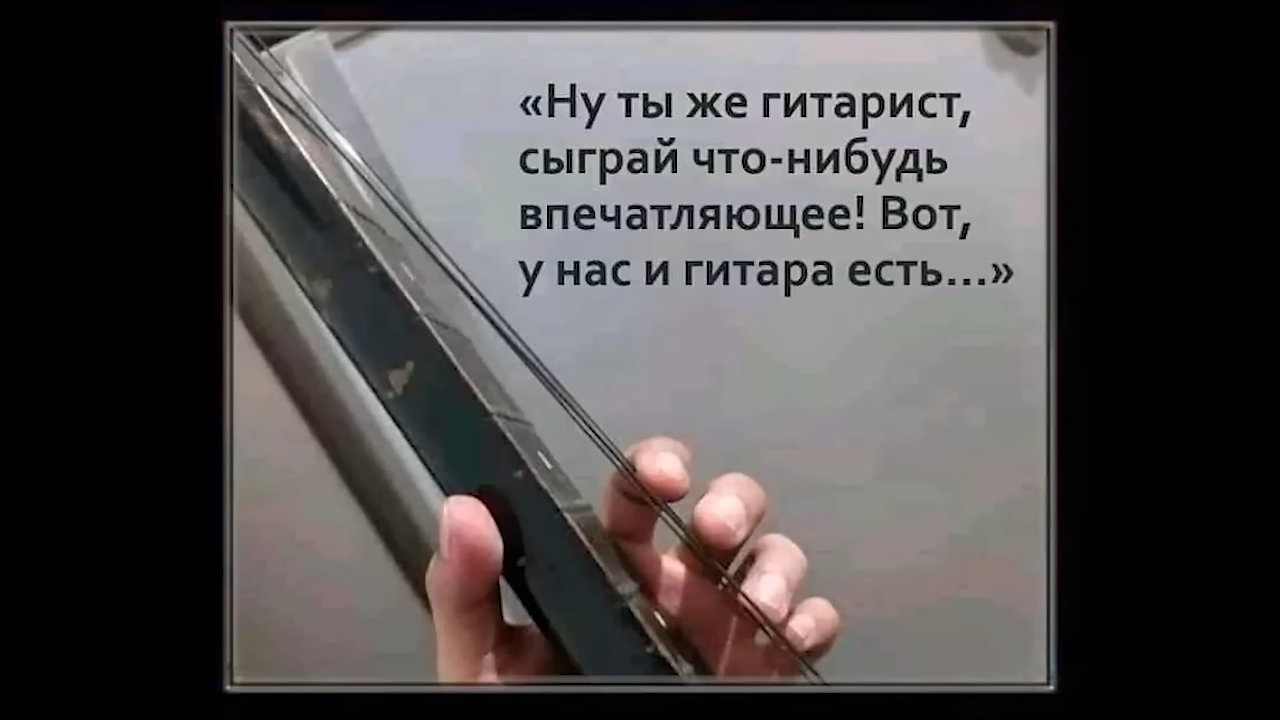 «Ну ты же гитарист,
сыграй что-нибудь
впечатляющее! Вот,
у нас и гитара есть...»